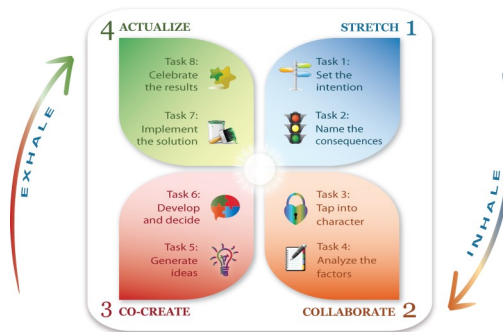 4 ACTUALIZE
STRETCH 1
Task 8:
Celebrate
the results
Task 7:
Implement
the solution
Task 1:
Set the
intention
Task 2:
Name the
consequences
Task 6:
Develop
and decide
Task 5:
Generate
ideas
Task 3:
Tap into
character
Task 4:
Analyze the
factors
3 CO-CREATE
COLLABORATE 2
EXHALE
INHALE